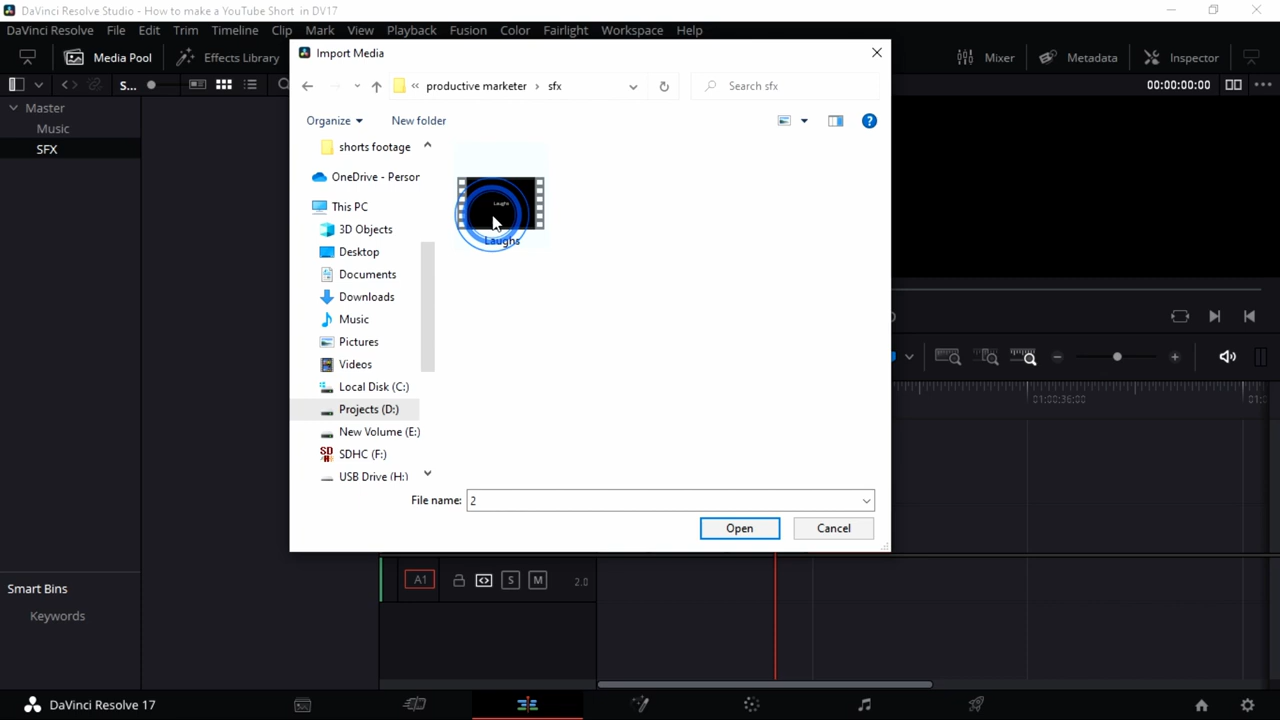 DaVinci Resolve Studio - How to make a YouTube Short in DV17
DaVinci Resolve File Edit Trim Timeline Clip Mark View Playback Fusion Color Fairlight Workspace Help
Media Pool Effects Library Mixer Metadata Inspector
S... 00:00:00:00
Master
Music
SFX
Import Media
« productive marketer › sfx
Search sfx
Organize New folder
shorts footage
OneDrive - Person
This PC
3D Objects
Desktop
Documents
Downloads
Music
Pictures
Videos
Local Disk (C:)
Projects (D:)
New Volume (E:)
SDHC (F:)
USB Drive (H:)
Laughs
Laughs
File name: 2
Open Cancel
01:00:36:00 01:0
A1 S M 2.0
Smart Bins
Keywords
DaVinci Resolve 17